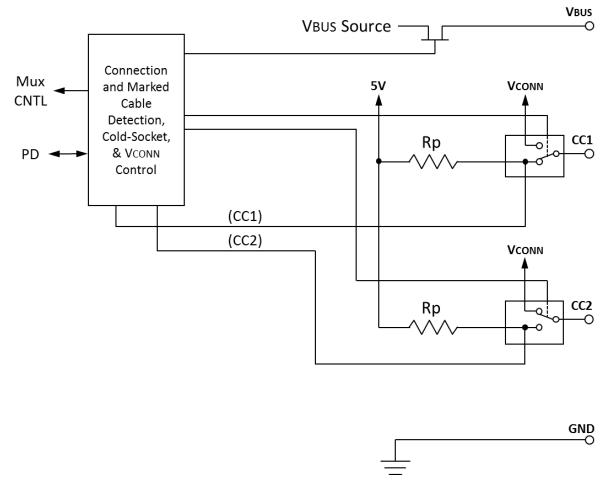 VBUS Source
VBUS
Connection
and Marked
Cable
Detection,
Cold-Socket,
& VCONN
Control
Mux
CNTL
PD
5V
VCONN
Rp
CC1
(CC1)
(CC2)
VCONN
Rp
CC2
GND